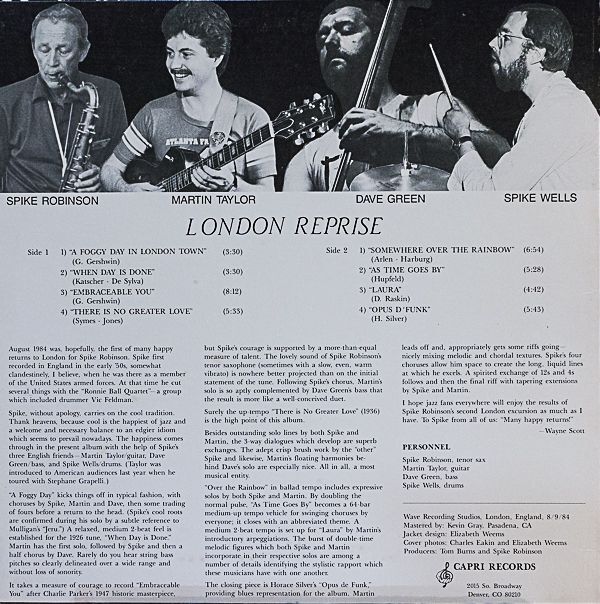 ATLANTA FA
SPIKE ROBINSON
MARTIN TAYLOR
DAVE GREEN
SPIKE WELLS
LONDON REPRISE
Side 1 1) "A FOGGY DAY IN LONDON TOWN" (3:30)
(G. Gershwin)
2) "WHEN DAY IS DONE" (3:30)
(Katscher - De Sylva)
3) "EMBRACEABLE YOU" (8:12)
(G. Gershwin)
4) "THERE IS NO GREATER LOVE" (5:33)
(Symes - Jones)
Side 2 1) "SOMEWHERE OVER THE RAINBOW" (6:54)
(Arlen - Harburg)
2) "AS TIME GOES BY" (5:28)
(Hupfeld)
3) "LAURA" (4:42)
(D. Raskin)
4) "OPUS D'FUNK" (5:43)
(H. Silver)
August 1984 was, hopefully, the first of many happy
returns to London for Spike Robinson. Spike first
recorded in England in the early '50s, somewhat
clandestinely, I believe, when he was there as a member
of the United States armed forces. At that time he cut
several things with the "Ronnie Ball Quartet"—a group
which included drummer Vic Feldman.
Spike, without apology, carries on the cool tradition.
Thank heavens, because cool is the happiest of jazz and
a welcome and necessary balance to an edgier idiom
which seems to prevail nowadays. The happiness comes
through in the present album with the help of Spike's
three English friends—Martin Taylor/guitar, Dave
Green/bass, and Spike Wells/drums. (Taylor was
introduced to American audiences last year when he
toured with Stephane Grapelli.)
"A Foggy Day" kicks things off in typical fashion, with
choruses by Spike, Martin and Dave, then some trading
of fours before a return to the head. (Spike's cool roots
are confirmed during his solo by a subtle reference to
Mulligan's "Jeru.") A relaxed, medium 2-beat feel is
established for the 1926 tune, "When Day is Done."
Martin has the first solo, followed by Spike and then a
half chorus by Dave. Rarely do you hear string bass
pitches so clearly delineated over a wide range and
without loss of sonority.
It takes a measure of courage to record "Embraceable
You" after Charlie Parker's 1947 historic masterpiece,
but Spike's courage is supported by a more-than-equal
measure of talent. The lovely sound of Spike Robinson's
tenor saxophone (sometimes with a slow, even, warm
vibrato) is nowhere better projected than on the initial
statement of the tune. Following Spike's chorus, Martin's
solo is so aptly complemented by Dave Green's bass that
the result is more like a well-conceived duet.
Surely the up-tempo "There is No Greater Love" (1936)
is the high point of this album.
Besides outstanding solo lines by both Spike and
Martin, the 3-way dialogues which develop are superb
exchanges. The adept crisp brush work by the "other"
Spike and likewise, Martin's floating harmonies be-
hind Dave's solo are especially nice. All in all, a most
musical entity.
"Over the Rainbow" in ballad tempo includes expressive
solos by both Spike and Martin. By doubling the
normal pulse, "As Time Goes By" becomes a 64-bar
medium-up tempo vehicle for swinging choruses by
everyone; it closes with an abbreviated theme. A
medium 2-beat tempo is set up for "Laura" by Martin's
introductory arpeggiations. The burst of double-time
melodic figures which both Spike and Martin
incorporate in their respective solos are among a
number of details identifying the stylistic rapport which
these musicians have with one another.
The closing piece is Horace Silver's "Opus de Funk,"
providing blues representation for the album. Martin
leads off and, appropriately gets some riffs going—
nicely mixing melodic and chordal textures. Spike's four
choruses allow him space to create the long, liquid lines
at which he excels. A spirited exchange of 12s and 4s
follows and then the final riff with tapering extensions
by Spike and Martin.
I hope jazz fans everywhere will enjoy the results of
Spike Robinson's second London excursion as much as I
have. To Spike from all of us: "Many happy returns!"
—Wayne Scott
PERSONNEL
Spike Robinson, tenor sax
Martin Taylor, guitar
Dave Green, bass
Spike Wells, drums
Wave Recording Studios, London, England, 8/9/84
Mastered by: Kevin Gray, Pasadena, CA
Jacket design: Elizabeth Weems
Cover photos: Charles Eakin and Elizabeth Weems
Producers: Tom Burns and Spike Robinson
CAPRI RECORDS
2015 So. Broadway
Denver, CO 80210